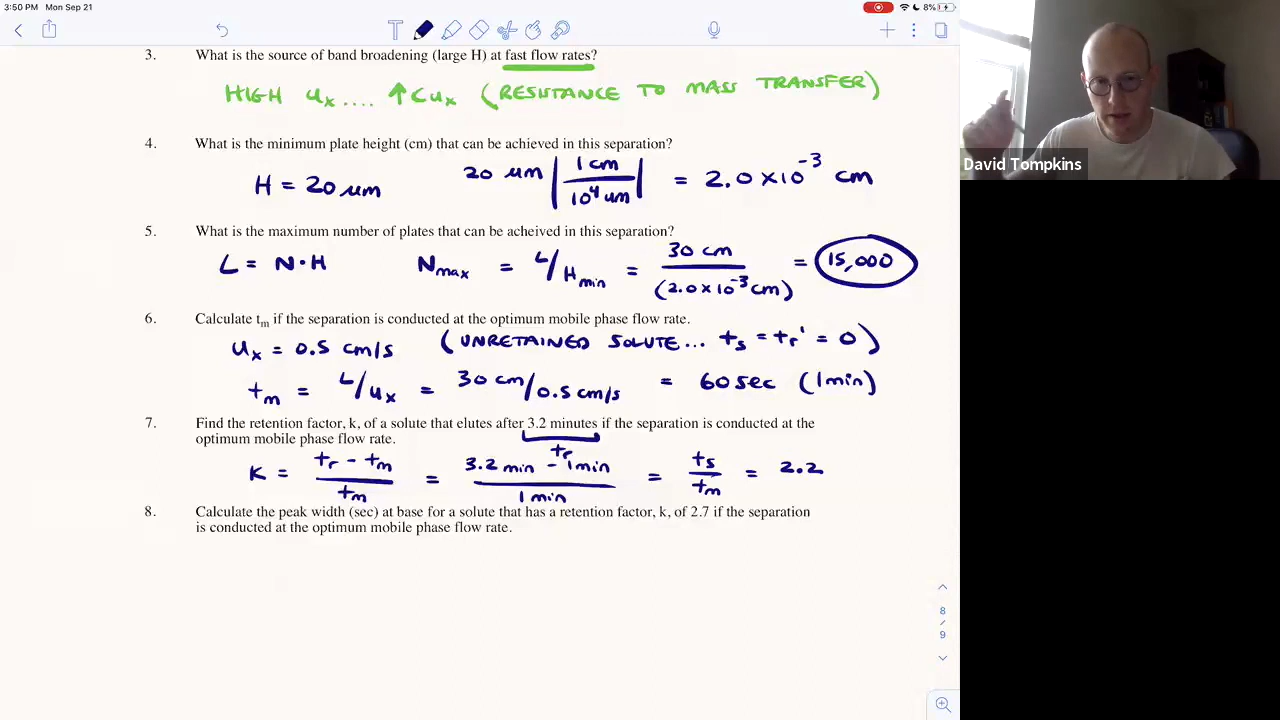 3:50 PM Mon Sep 21
8%
3. What is the source of band broadening (large H) at fast flow rates?
HIGH ux .... ↑Cux (RESISTANCE TO MASS TRANSFER)
David Tompkins
4. What is the minimum plate height (cm) that can be achieved in this separation?
H = 20 um 20 um | 1 cm / 10⁴ um | = 2.0 x 10⁻³ cm
5. What is the maximum number of plates that can be acheived in this separation?
L = N·H Nmax = L/Hmin = 30 cm / (2.0 x 10⁻³ cm) = 15,000
6. Calculate tm if the separation is conducted at the optimum mobile phase flow rate.
ux = 0.5 cm/s (UNRETAINED SOLUTE... ts = tr' = 0)
tm = L/ux = 30 cm/0.5 cm/s = 60 sec (1 min)
7. Find the retention factor, k, of a solute that elutes after 3.2 minutes if the separation is conducted at the
optimum mobile phase flow rate.
tr
K = tr - tm / tm = 3.2 min - 1 min / 1 min = ts / tm = 2.2
8. Calculate the peak width (sec) at base for a solute that has a retention factor, k, of 2.7 if the separation
is conducted at the optimum mobile phase flow rate.
8
/
9